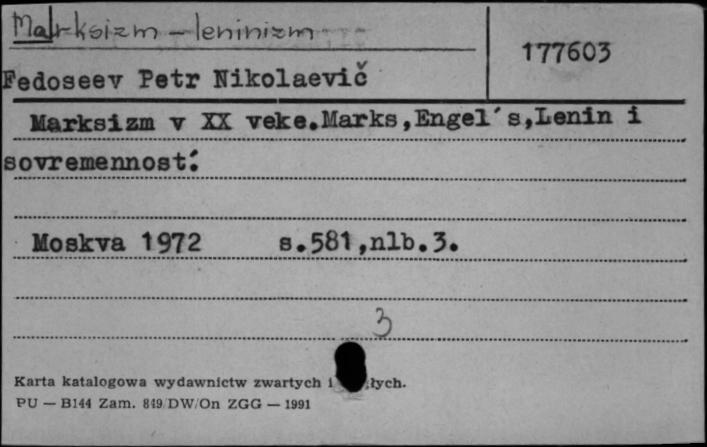 Marksizm - leninizm
177603
Fedoseev Petr Nikolaevič
Marksizm v XX veke.Marks,Engel's,Lenin i
sovremennost'.
Moskva 1972 s.581,nlb.3.
3
Karta katalogowa wydawnictw zwartych i łych.
PU — B144 Zam. 849/DW/On ZGG — 1991